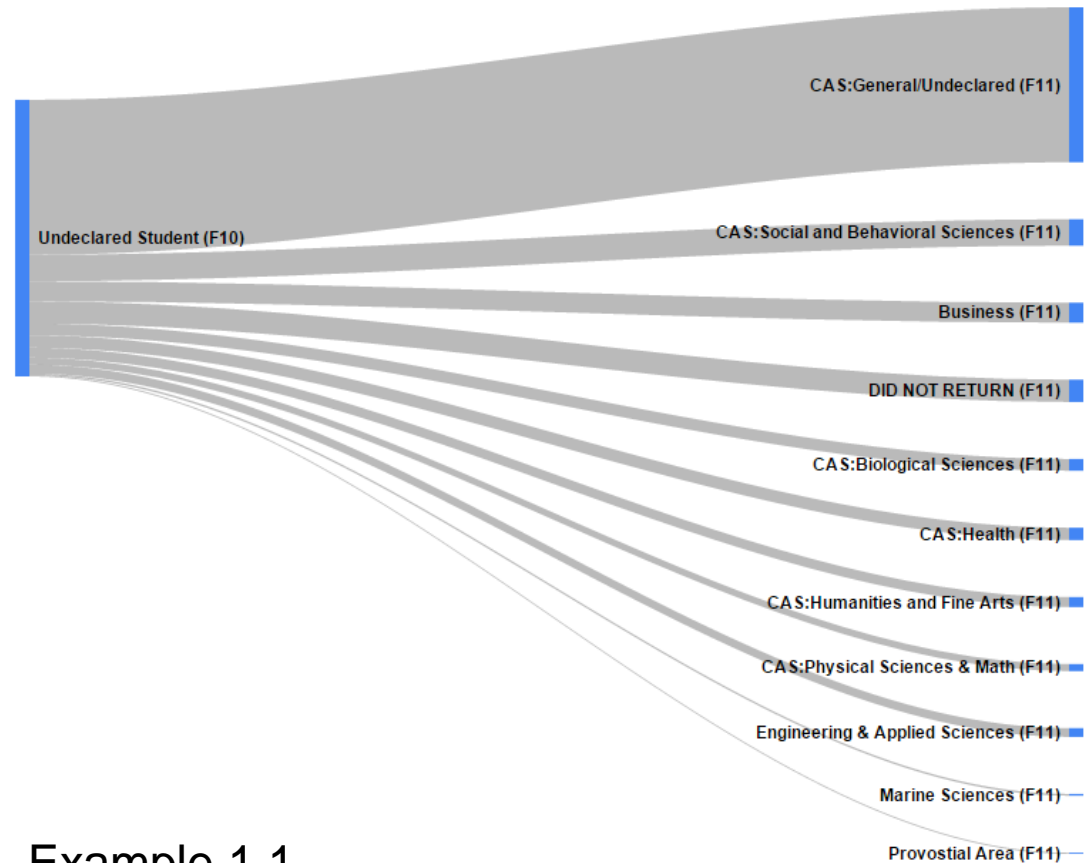 CAS:General/Undeclared (F11)
Undeclared Student (F10)
CAS:Social and Behavioral Sciences (F11)
Business (F11)
DID NOT RETURN (F11)
CAS:Biological Sciences (F11)
CAS:Health (F11)
CAS:Humanities and Fine Arts (F11)
CAS:Physical Sciences & Math (F11)
Engineering & Applied Sciences (F11)
Marine Sciences (F11)
Provostial Area (F11)
Example 1.1